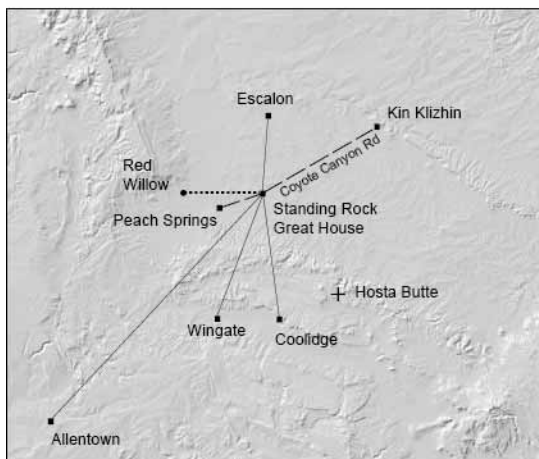 Escalon
Kin Klizhin
Coyote Canyon Rd
Red
Willow
Peach Springs
Standing Rock
Great House
Hosta Butte
Wingate
Coolidge
Allentown